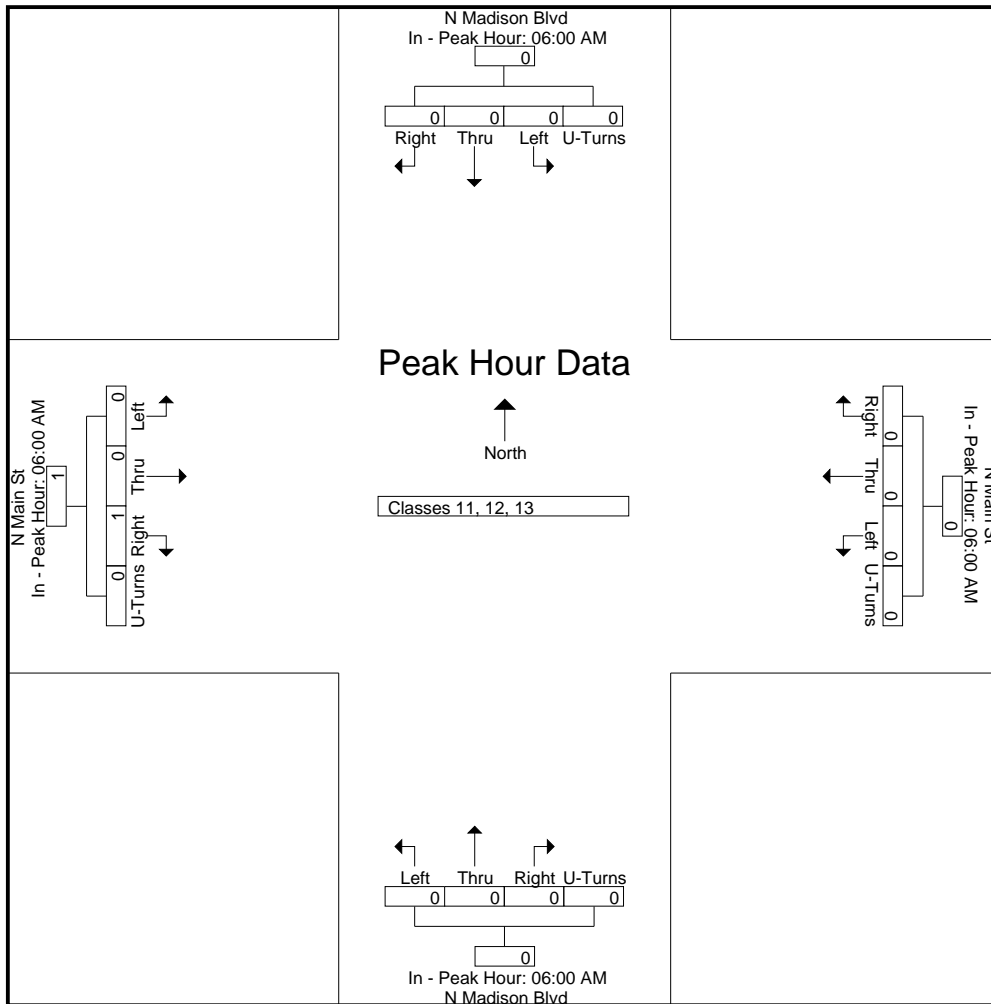 N Madison Blvd
In - Peak Hour: 06:00 AM
0
0 0 0 0
Right Thru Left U-Turns
Peak Hour Data
North
Classes 11, 12, 13
N Main St
In - Peak Hour: 06:00 AM
1
0 0 1 0
Left Thru Right U-Turns
N Main St
In - Peak Hour: 06:00 AM
0
0 0 0 0
Right Thru Left U-Turns
Left Thru Right U-Turns
0 0 0 0
0
In - Peak Hour: 06:00 AM
N Madison Blvd